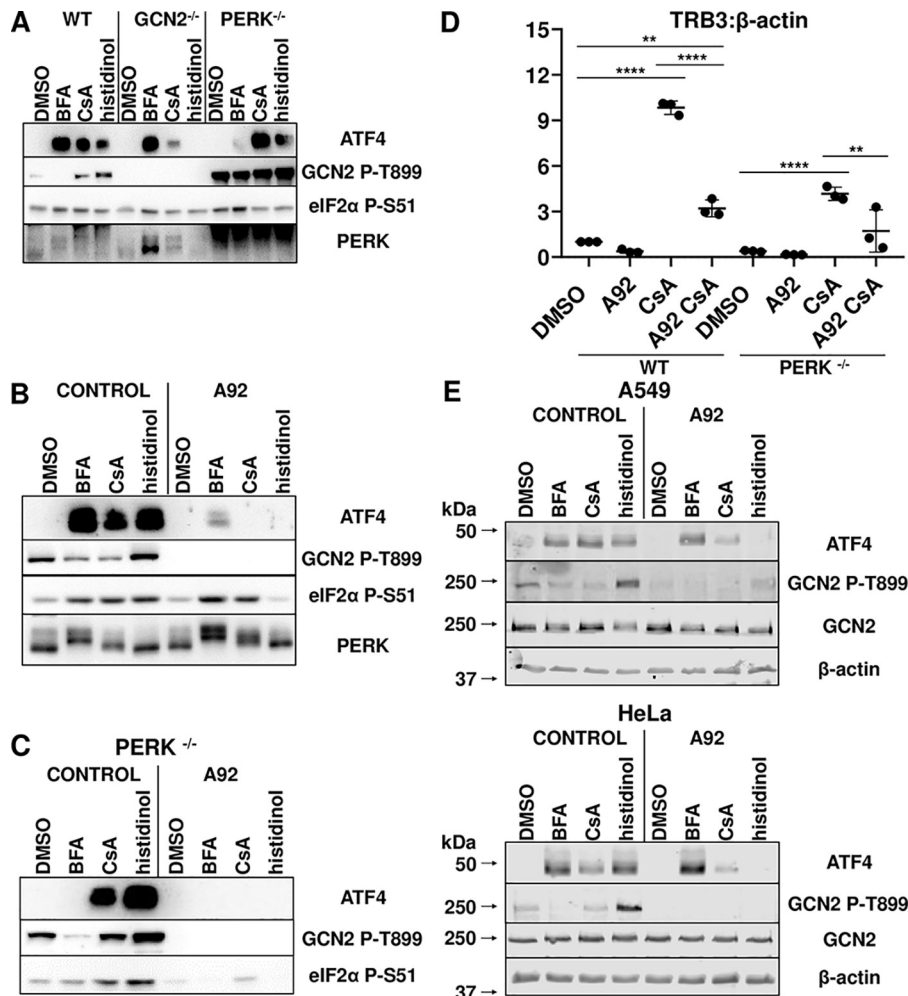 A
WT GCN2-/- PERK-/-
DMSO BFA CsA histidinol DMSO BFA CsA histidinol DMSO BFA CsA histidinol
ATF4
GCN2 P-T899
eIF2α P-S51
PERK
B
CONTROL A92
DMSO BFA CsA histidinol DMSO BFA CsA histidinol
ATF4
GCN2 P-T899
eIF2α P-S51
PERK
C
PERK -/-
CONTROL A92
DMSO BFA CsA histidinol DMSO BFA CsA histidinol
ATF4
GCN2 P-T899
eIF2α P-S51
D
TRB3:β-actin
15
**
****
**** 
12
9
**
****
6
3
0
DMSO A92 CsA A92 CsA DMSO A92 CsA A92 CsA
WT PERK -/-
E
A549
CONTROL A92
DMSO BFA CsA histidinol DMSO BFA CsA histidinol
kDa
50→ ATF4
250→ GCN2 P-T899
250→ GCN2
β-actin
37→
HeLa
CONTROL A92
DMSO BFA CsA histidinol DMSO BFA CsA histidinol
kDa
50→ ATF4
250→ GCN2 P-T899
250→ GCN2
β-actin
37→